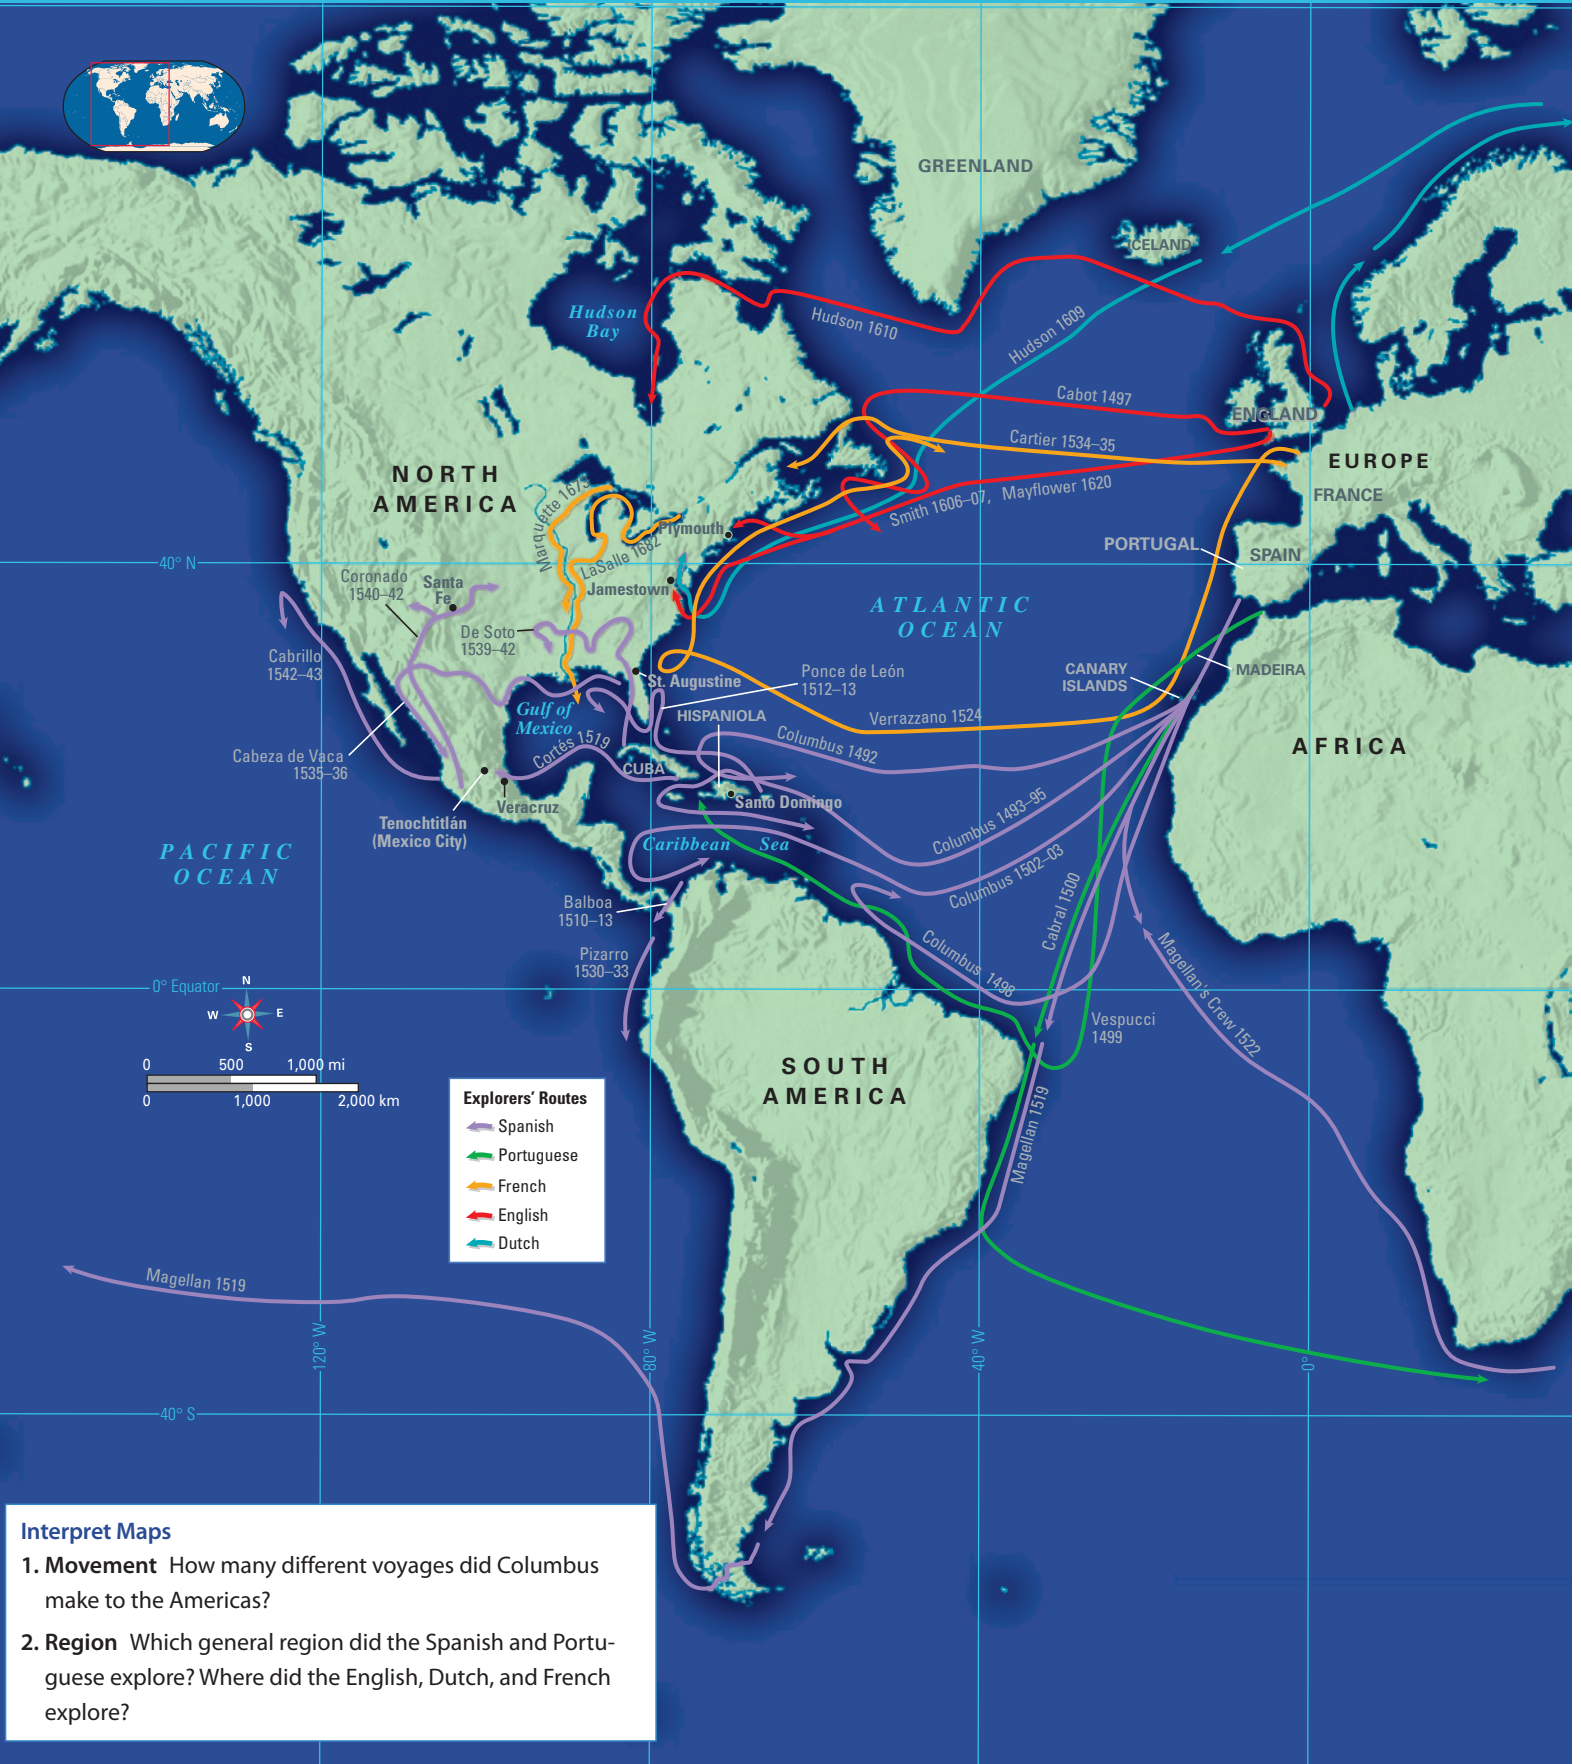 GREENLAND
ICELAND
Hudson
Bay
Hudson 1610
Hudson 1609
Cabot 1497
ENGLAND
Cartier 1534–35
EUROPE
NORTH
AMERICA
FRANCE
Marquette 1673
Smith 1606–07, Mayflower 1620
Plymouth
PORTUGAL
SPAIN
LaSalle 1682
40° N
Coronado
1540–42
Santa
Fe
Jamestown
ATLANTIC
OCEAN
De Soto
1539–42
Cabrillo
1542–43
St. Augustine
Ponce de León
1512–13
CANARY
ISLANDS
MADEIRA
Gulf of
Mexico
HISPANIOLA
Verrazzano 1524
Columbus 1492
Cortés 1519
AFRICA
Cabeza de Vaca
1535–36
CUBA
Veracruz
Santo Domingo
Tenochtitlán
(Mexico City)
Columbus 1493–95
PACIFIC
OCEAN
Caribbean Sea
Columbus 1502–03
Balboa
1510–13
Cabral 1500
Pizarro
1530–33
Columbus 1498
Magellan's Crew 1522
0° Equator
N
W
E
S
Vespucci
1499
0 500 1,000 mi
0 1,000 2,000 km
SOUTH
AMERICA
Magellan 1519
Explorers' Routes
Spanish
Portuguese
French
English
Dutch
Magellan 1519
120° W
80° W
40° W
0°
40° S
Interpret Maps
1. Movement How many different voyages did Columbus
make to the Americas?
2. Region Which general region did the Spanish and Portu-
guese explore? Where did the English, Dutch, and French
explore?